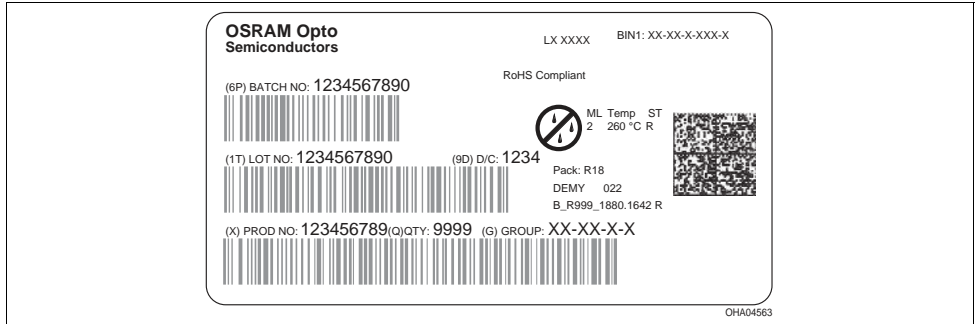 OSRAM Opto
Semiconductors
LX XXXX BIN1: XX-XX-X-XXX-X
RoHS Compliant
(6P) BATCH NO: 1234567890
ML Temp ST
2 260 °C R
(1T) LOT NO: 1234567890 (9D) D/C: 1234
Pack: R18
DEMY 022
B_R999_1880.1642 R
(X) PROD NO: 123456789(Q)QTY: 9999 (G) GROUP: XX-XX-X-X
OHA04563